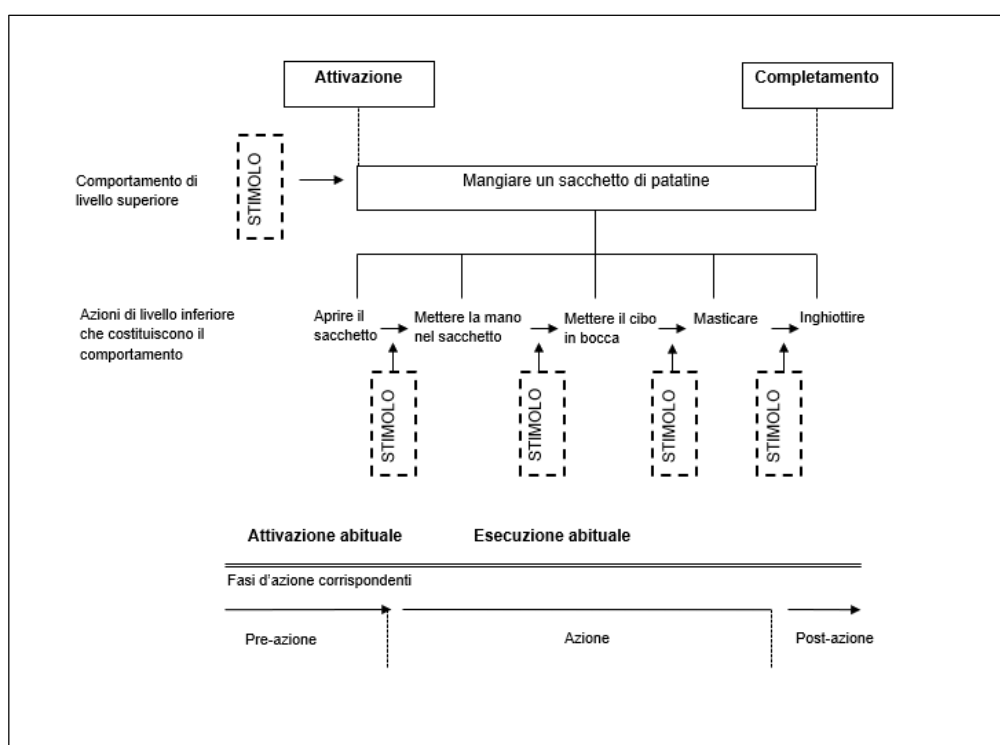 Attivazione
Completamento
STIMOLO
Comportamento di
livello superiore
Mangiare un sacchetto di patatine
Azioni di livello inferiore
che costituiscono il
comportamento
Aprire il
sacchetto
Mettere la mano
nel sacchetto
Mettere il cibo
in bocca
Masticare
Inghiottire
STIMOLO
STIMOLO
STIMOLO
STIMOLO
Attivazione abituale
Esecuzione abituale
Fasi d’azione corrispondenti
Pre-azione
Azione
Post-azione